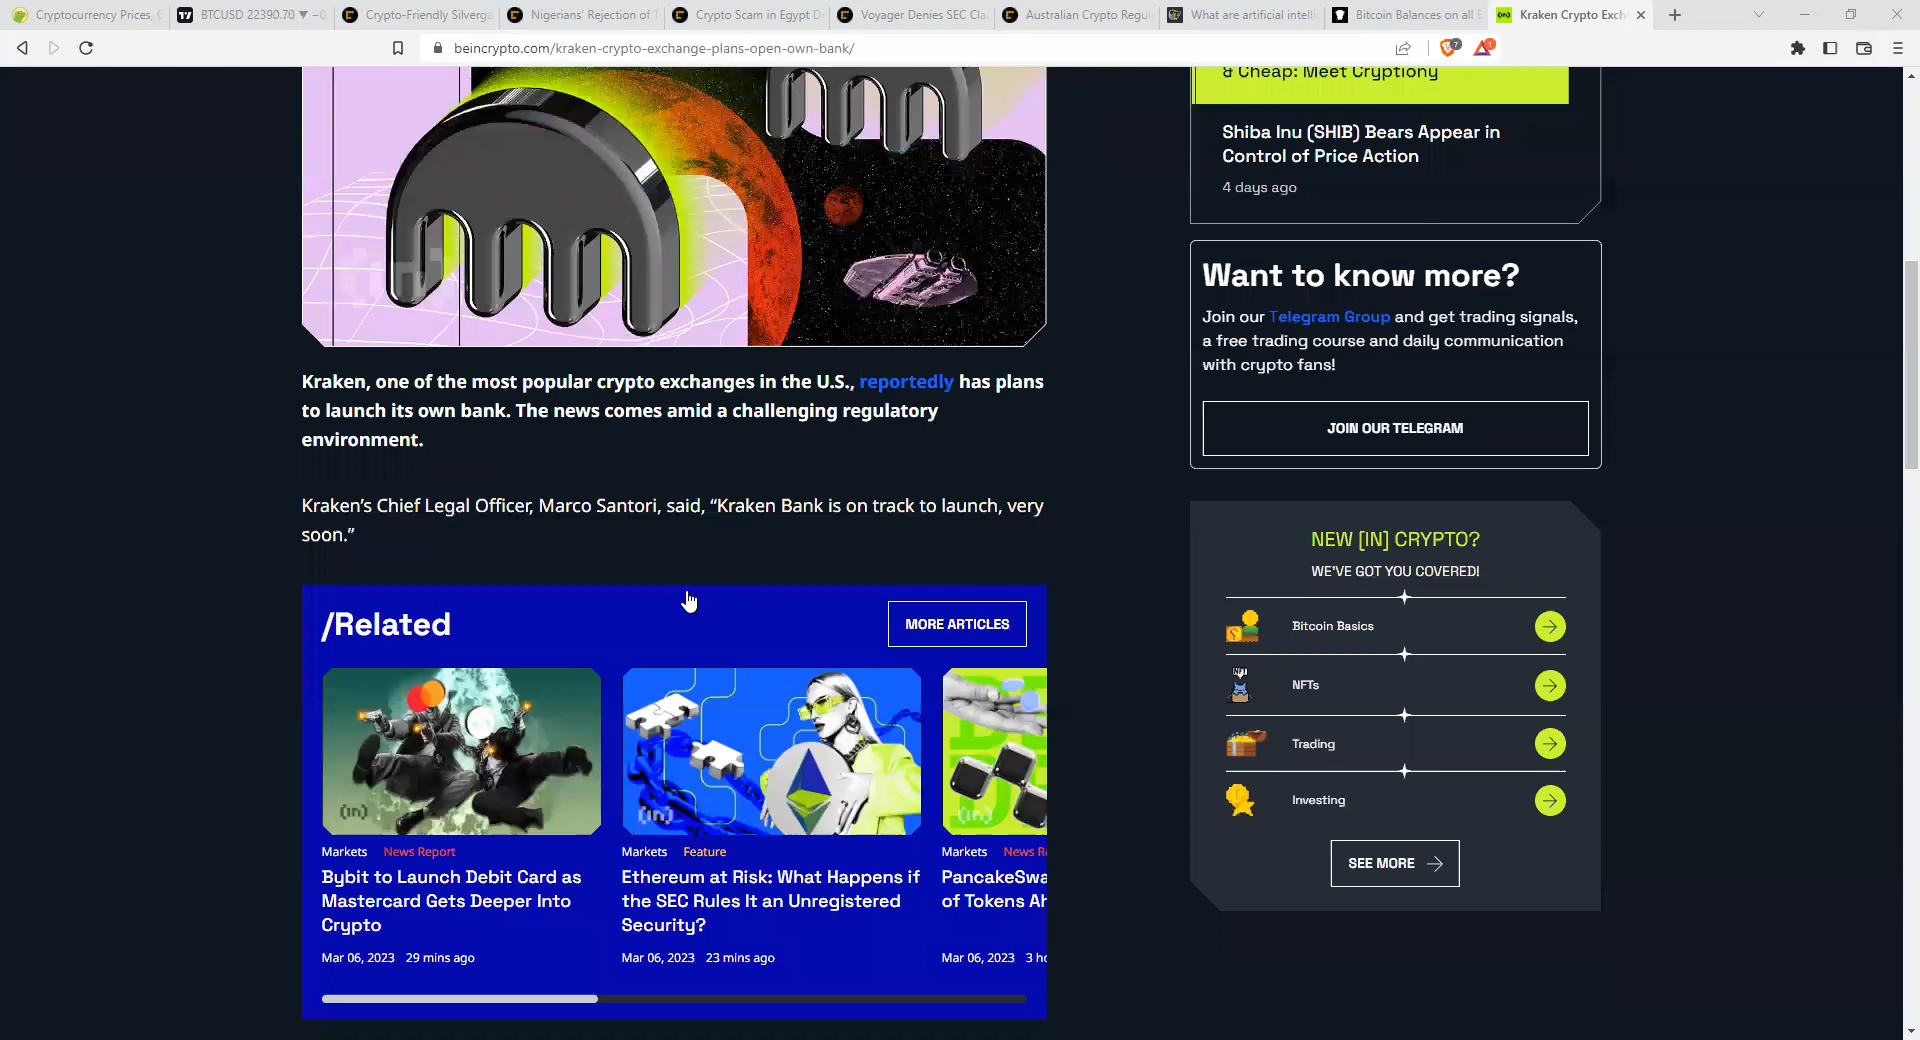 Cryptocurrency Prices, C
BTCUSD 22390.70 ▼ −0
Crypto-Friendly Silverga
Nigerians' Rejection of T
Crypto Scam in Egypt D
Voyager Denies SEC Cla
Australian Crypto Regu
What are artificial intelli
Bitcoin Balances on all E
Kraken Crypto Exch
beincrypto.com/kraken-crypto-exchange-plans-open-own-bank/
& Cheap: Meet Cryptiony
Shiba Inu (SHIB) Bears Appear in
Control of Price Action
4 days ago
Want to know more?
Join our Telegram Group and get trading signals,
a free trading course and daily communication
with crypto fans!
JOIN OUR TELEGRAM
Kraken, one of the most popular crypto exchanges in the U.S., reportedly has plans
to launch its own bank. The news comes amid a challenging regulatory
environment.
Kraken's Chief Legal Officer, Marco Santori, said, “Kraken Bank is on track to launch, very
soon.”
NEW [IN] CRYPTO?
WE'VE GOT YOU COVERED!
Bitcoin Basics
NFTs
Trading
Investing
SEE MORE
/Related
MORE ARTICLES
Markets News Report
Bybit to Launch Debit Card as
Mastercard Gets Deeper Into
Crypto
Mar 06, 2023 29 mins ago
Markets Feature
Ethereum at Risk: What Happens if
the SEC Rules It an Unregistered
Security?
Mar 06, 2023 23 mins ago
Markets News Re
PancakeSwa
of Tokens Ah
Mar 06, 2023 3 ho